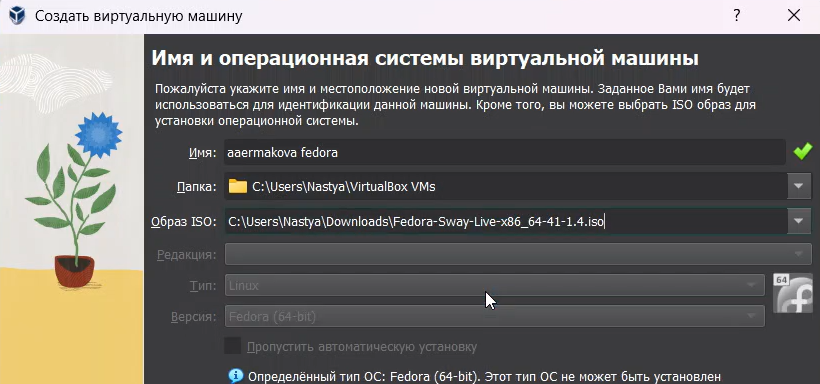 Создать виртуальную машину
?
Имя и операционная системы виртуальной машины
Пожалуйста укажите имя и местоположение новой виртуальной машины. Заданное Вами имя будет
использоваться для идентификации данной машины. Кроме того, вы можете выбрать ISO образ для
установки операционной системы.
Имя: aaermakova fedora
Папка: C:\Users\Nastya\VirtualBox VMs
Образ ISO: C:\Users\Nastya\Downloads\Fedora-Sway-Live-x86_64-41-1.4.iso
Редакция:
Тип: Linux
64
Версия: Fedora (64-bit)
Пропустить автоматическую установку
Определённый тип ОС: Fedora (64-bit). Этот тип ОС не может быть установлен